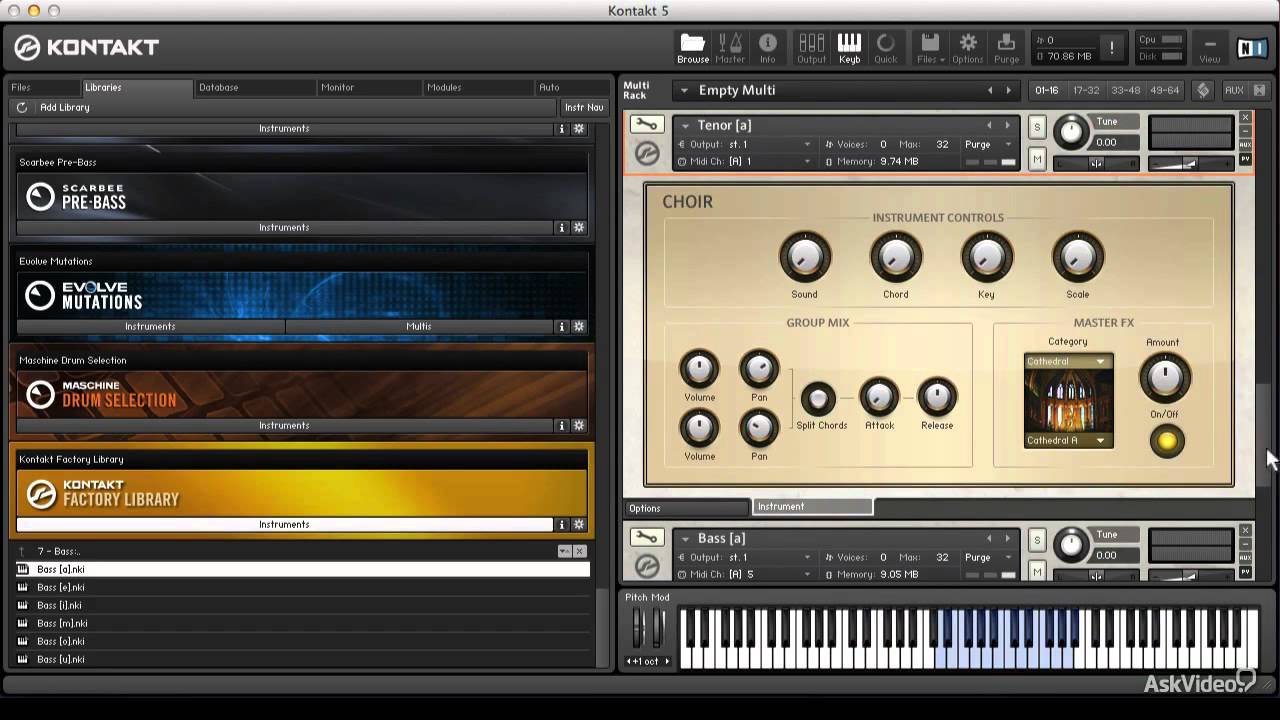 Kontakt 5
KONTAKT
Browse Master Info Output Keyb Quick Files Options Purge
0
70.86 MB
!
Cpu
Disk
View
NI
Files Libraries Database Monitor Modules Auto
Add Library
Instr Nav
Instruments
Scarbee Pre-Bass
SCARBEE
PRE-BASS
Instruments
Evolve Mutations
EVOLVE
MUTATIONS
Instruments Multis
Maschine Drum Selection
MASCHINE
DRUM SELECTION
Instruments
Kontakt Factory Library
KONTAKT
FACTORY LIBRARY
Instruments
7 - Bass:..
Bass [a].nki
Bass [e].nki
Bass [i].nki
Bass [m].nki
Bass [o].nki
Bass [u].nki
Multi
Rack
Empty Multi
01-16 17-32 33-48 49-64
AUX
Tenor [a]
Output: st. 1 Voices: 0 Max: 32 Purge
Midi Ch: [A] 1 Memory: 9.74 MB
S
M
Tune
0.00
L R
AUX
PV
CHOIR
INSTRUMENT CONTROLS
Sound Chord Key Scale
GROUP MIX
Volume Pan
Split Chords Attack Release
Volume Pan
MASTER FX
Category Amount
Cathedral
On/Off
Cathedral A
Options Instrument
Bass [a]
Output: st. 1 Voices: 0 Max: 32 Purge
Midi Ch: [A] 5 Memory: 9.05 MB
S
M
Tune
0.00
AUX
PV
Pitch Mod
+1 oct
AskVideo